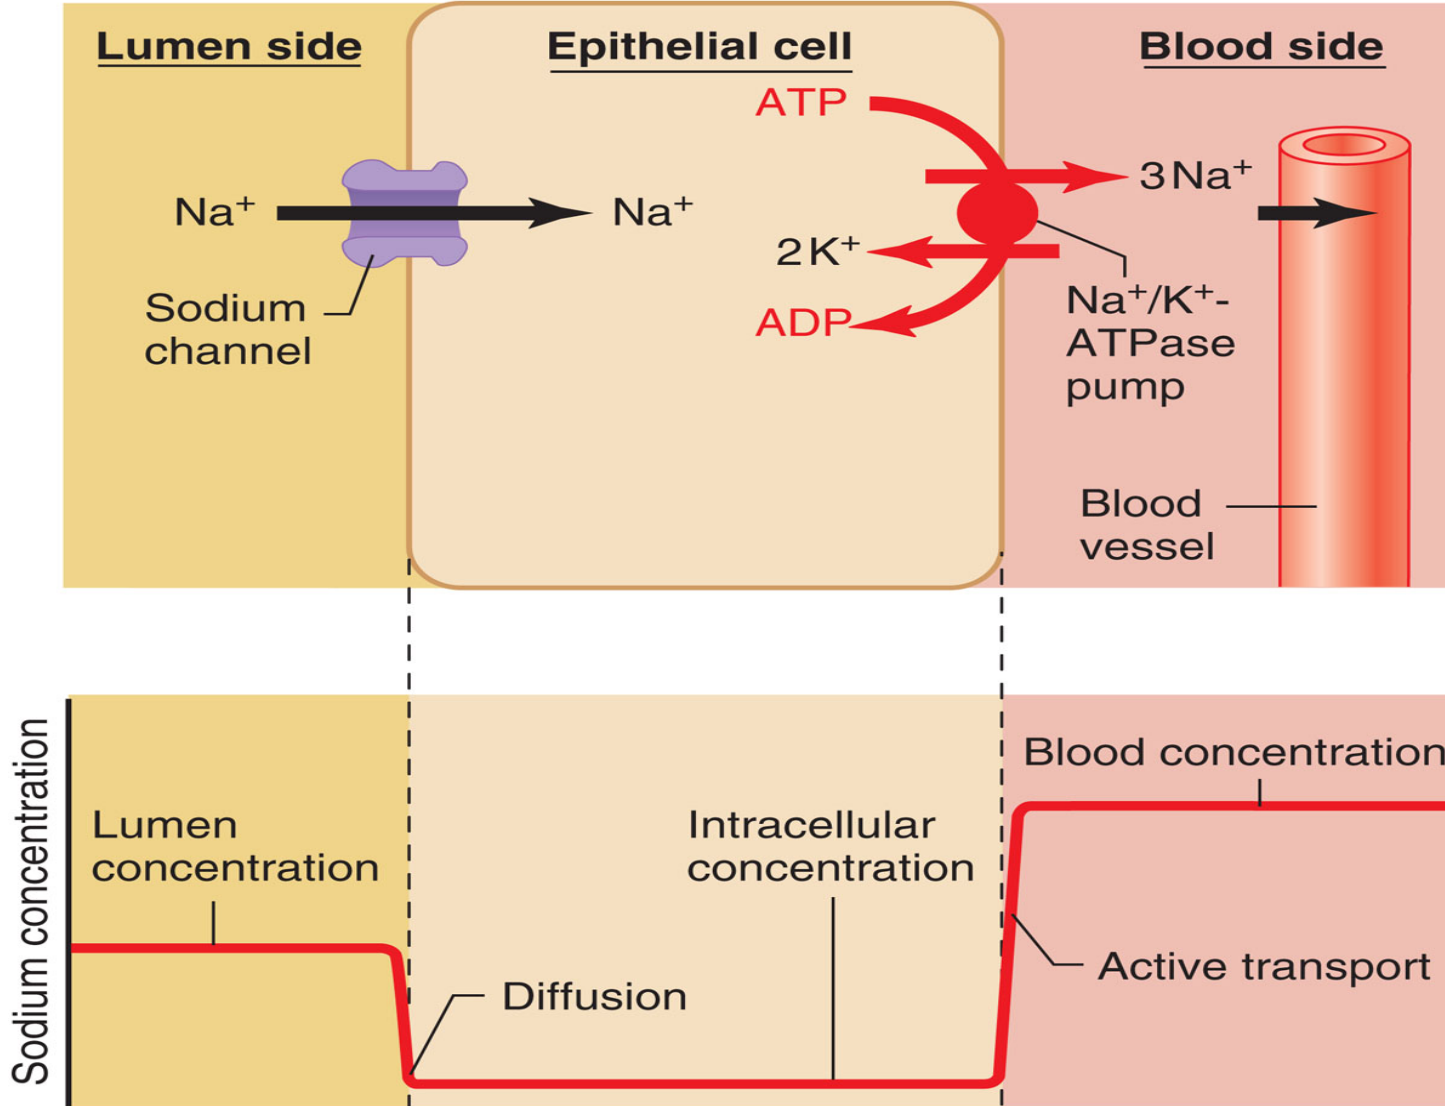 Lumen side
Epithelial cell
Blood side
ATP
3 Na⁺
Na⁺
Na⁺
2 K⁺
Sodium
channel
ADP
Na⁺/K⁺-
ATPase
pump
Blood
vessel
Sodium concentration
Blood concentration
Lumen
concentration
Intracellular
concentration
Diffusion
Active transport